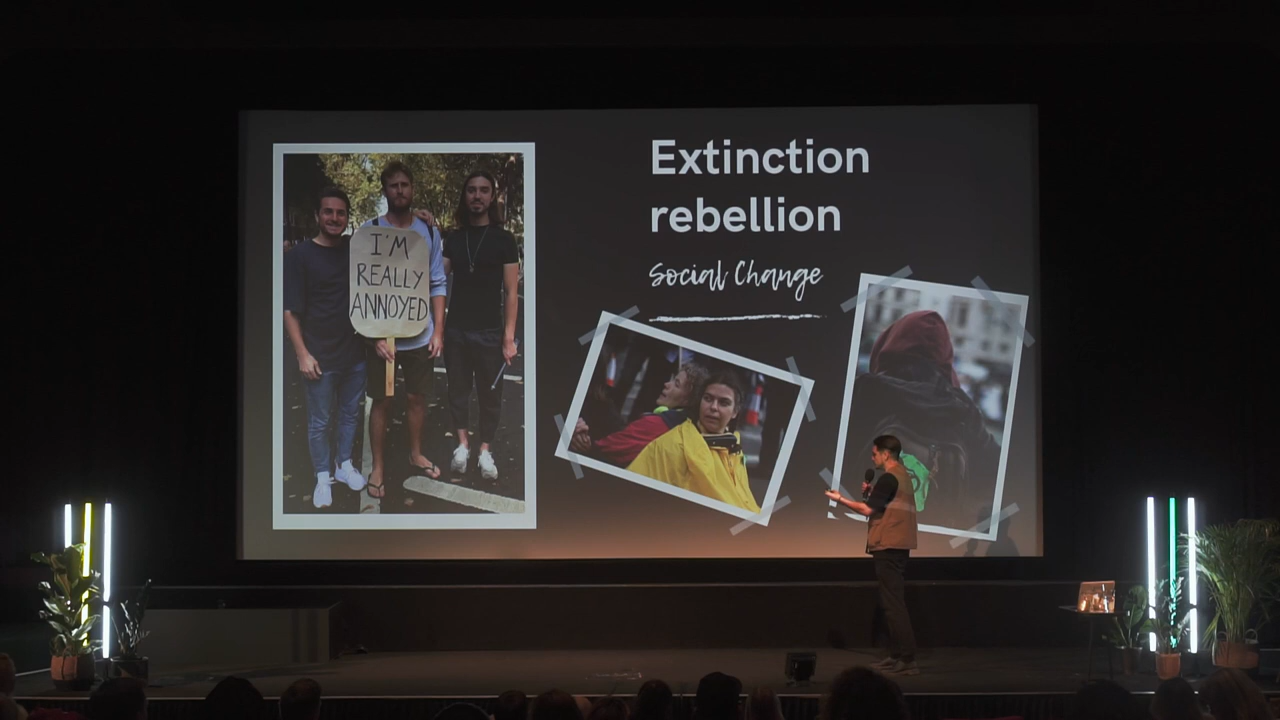 I'M
REALLY
ANNOYED
Extinction
rebellion
Social Change